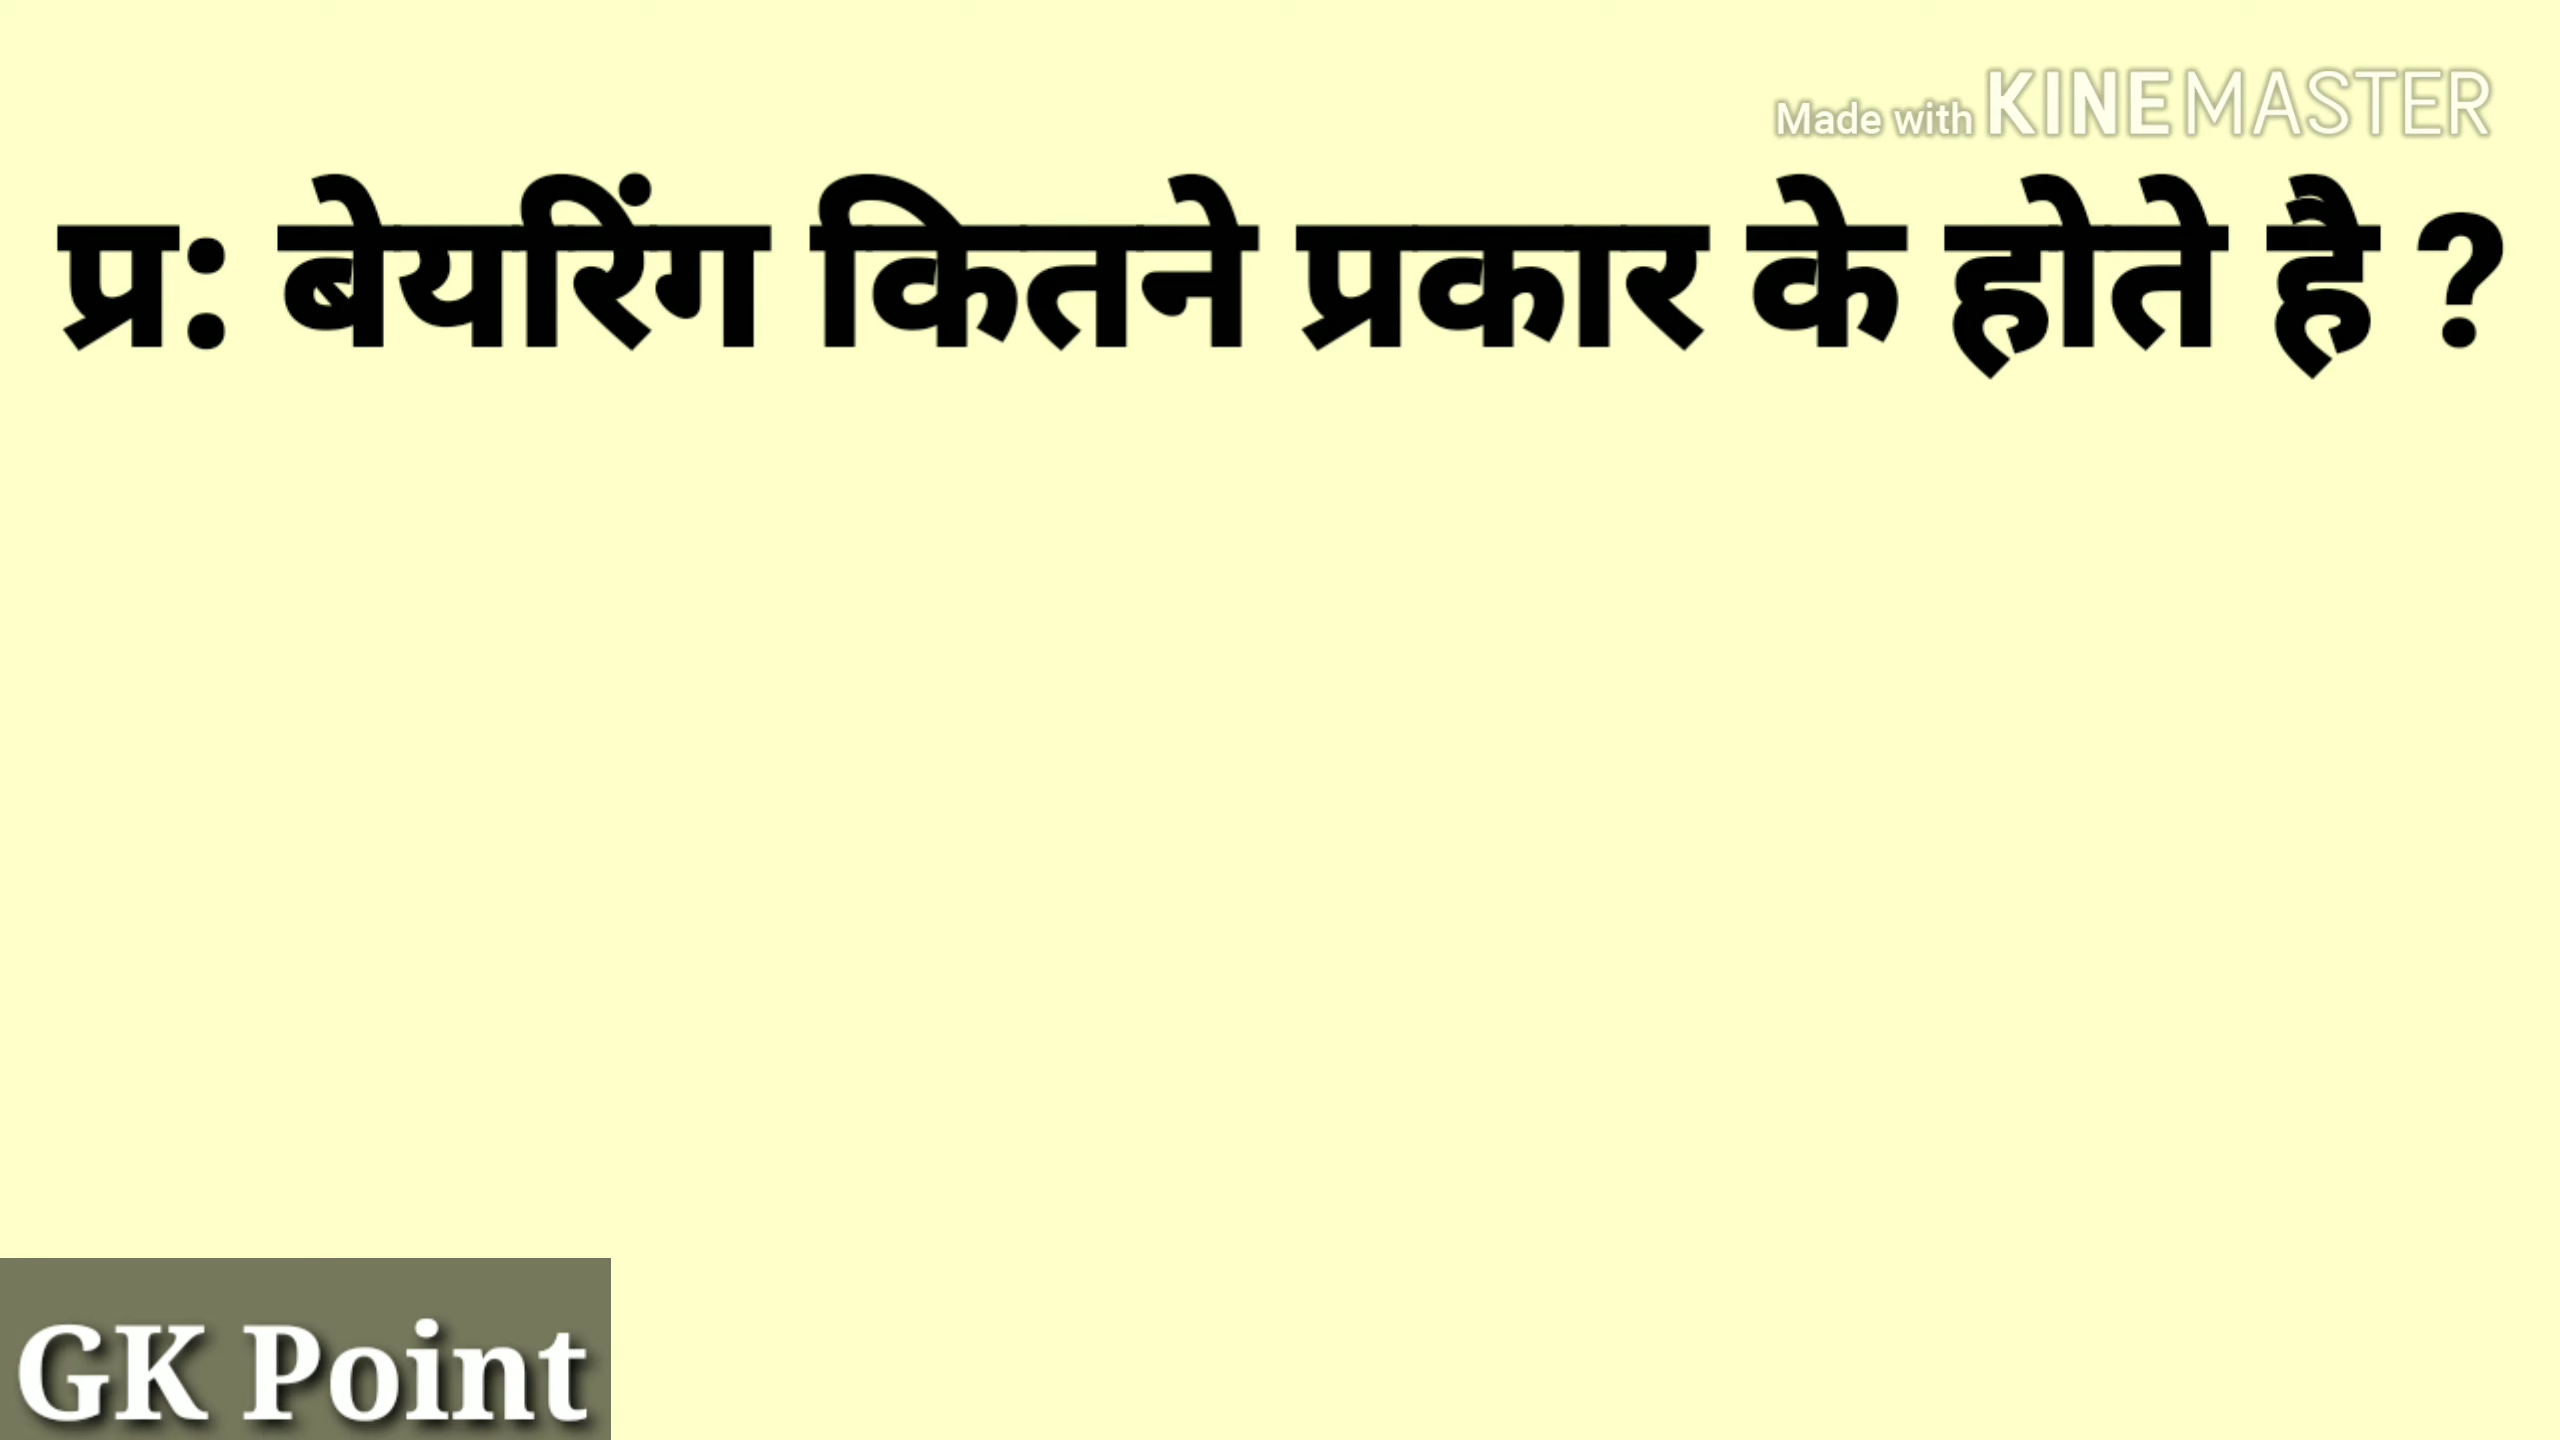 Made with KINEMASTER
प्र: बेयरिंग कितने प्रकार के होते है ?
GK Point